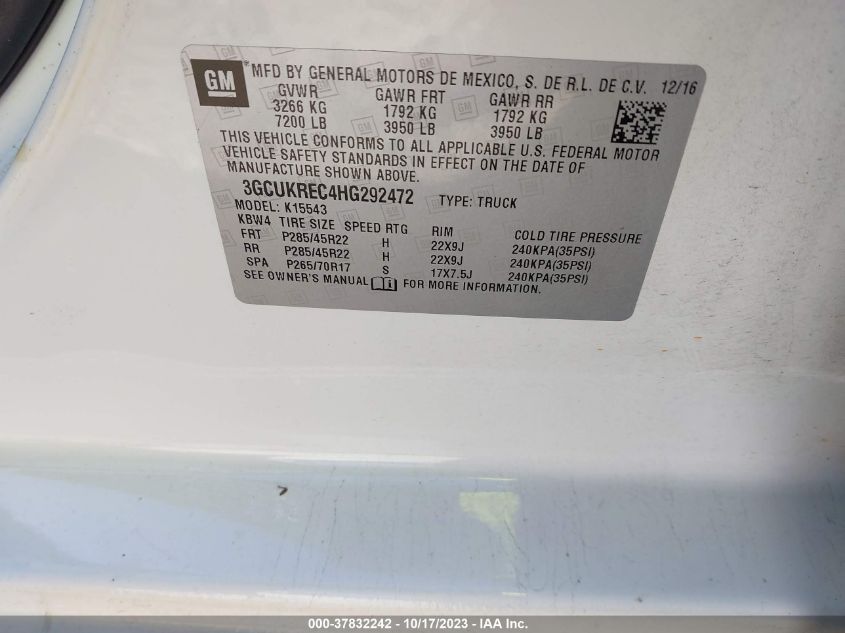 GM
MFD BY GENERAL MOTORS DE MEXICO, S. DE R.L. DE C.V. 12/16
GVWR GAWR FRT GAWR RR
3266 KG 1792 KG 1792 KG
7200 LB 3950 LB 3950 LB
THIS VEHICLE CONFORMS TO ALL APPLICABLE U.S. FEDERAL MOTOR
VEHICLE SAFETY STANDARDS IN EFFECT ON THE DATE OF
MANUFACTURE SHOWN ABOVE.
3GCUKREC4HG292472 TYPE: TRUCK
MODEL: K15543
KBW4 TIRE SIZE SPEED RTG RIM COLD TIRE PRESSURE
FRT P285/45R22 H 22X9J 240KPA(35PSI)
RR P285/45R22 H 22X9J 240KPA(35PSI)
SPA P265/70R17 S 17X7.5J 240KPA(35PSI)
SEE OWNER'S MANUAL FOR MORE INFORMATION.
000-37832242 - 10/17/2023 - IAA Inc.